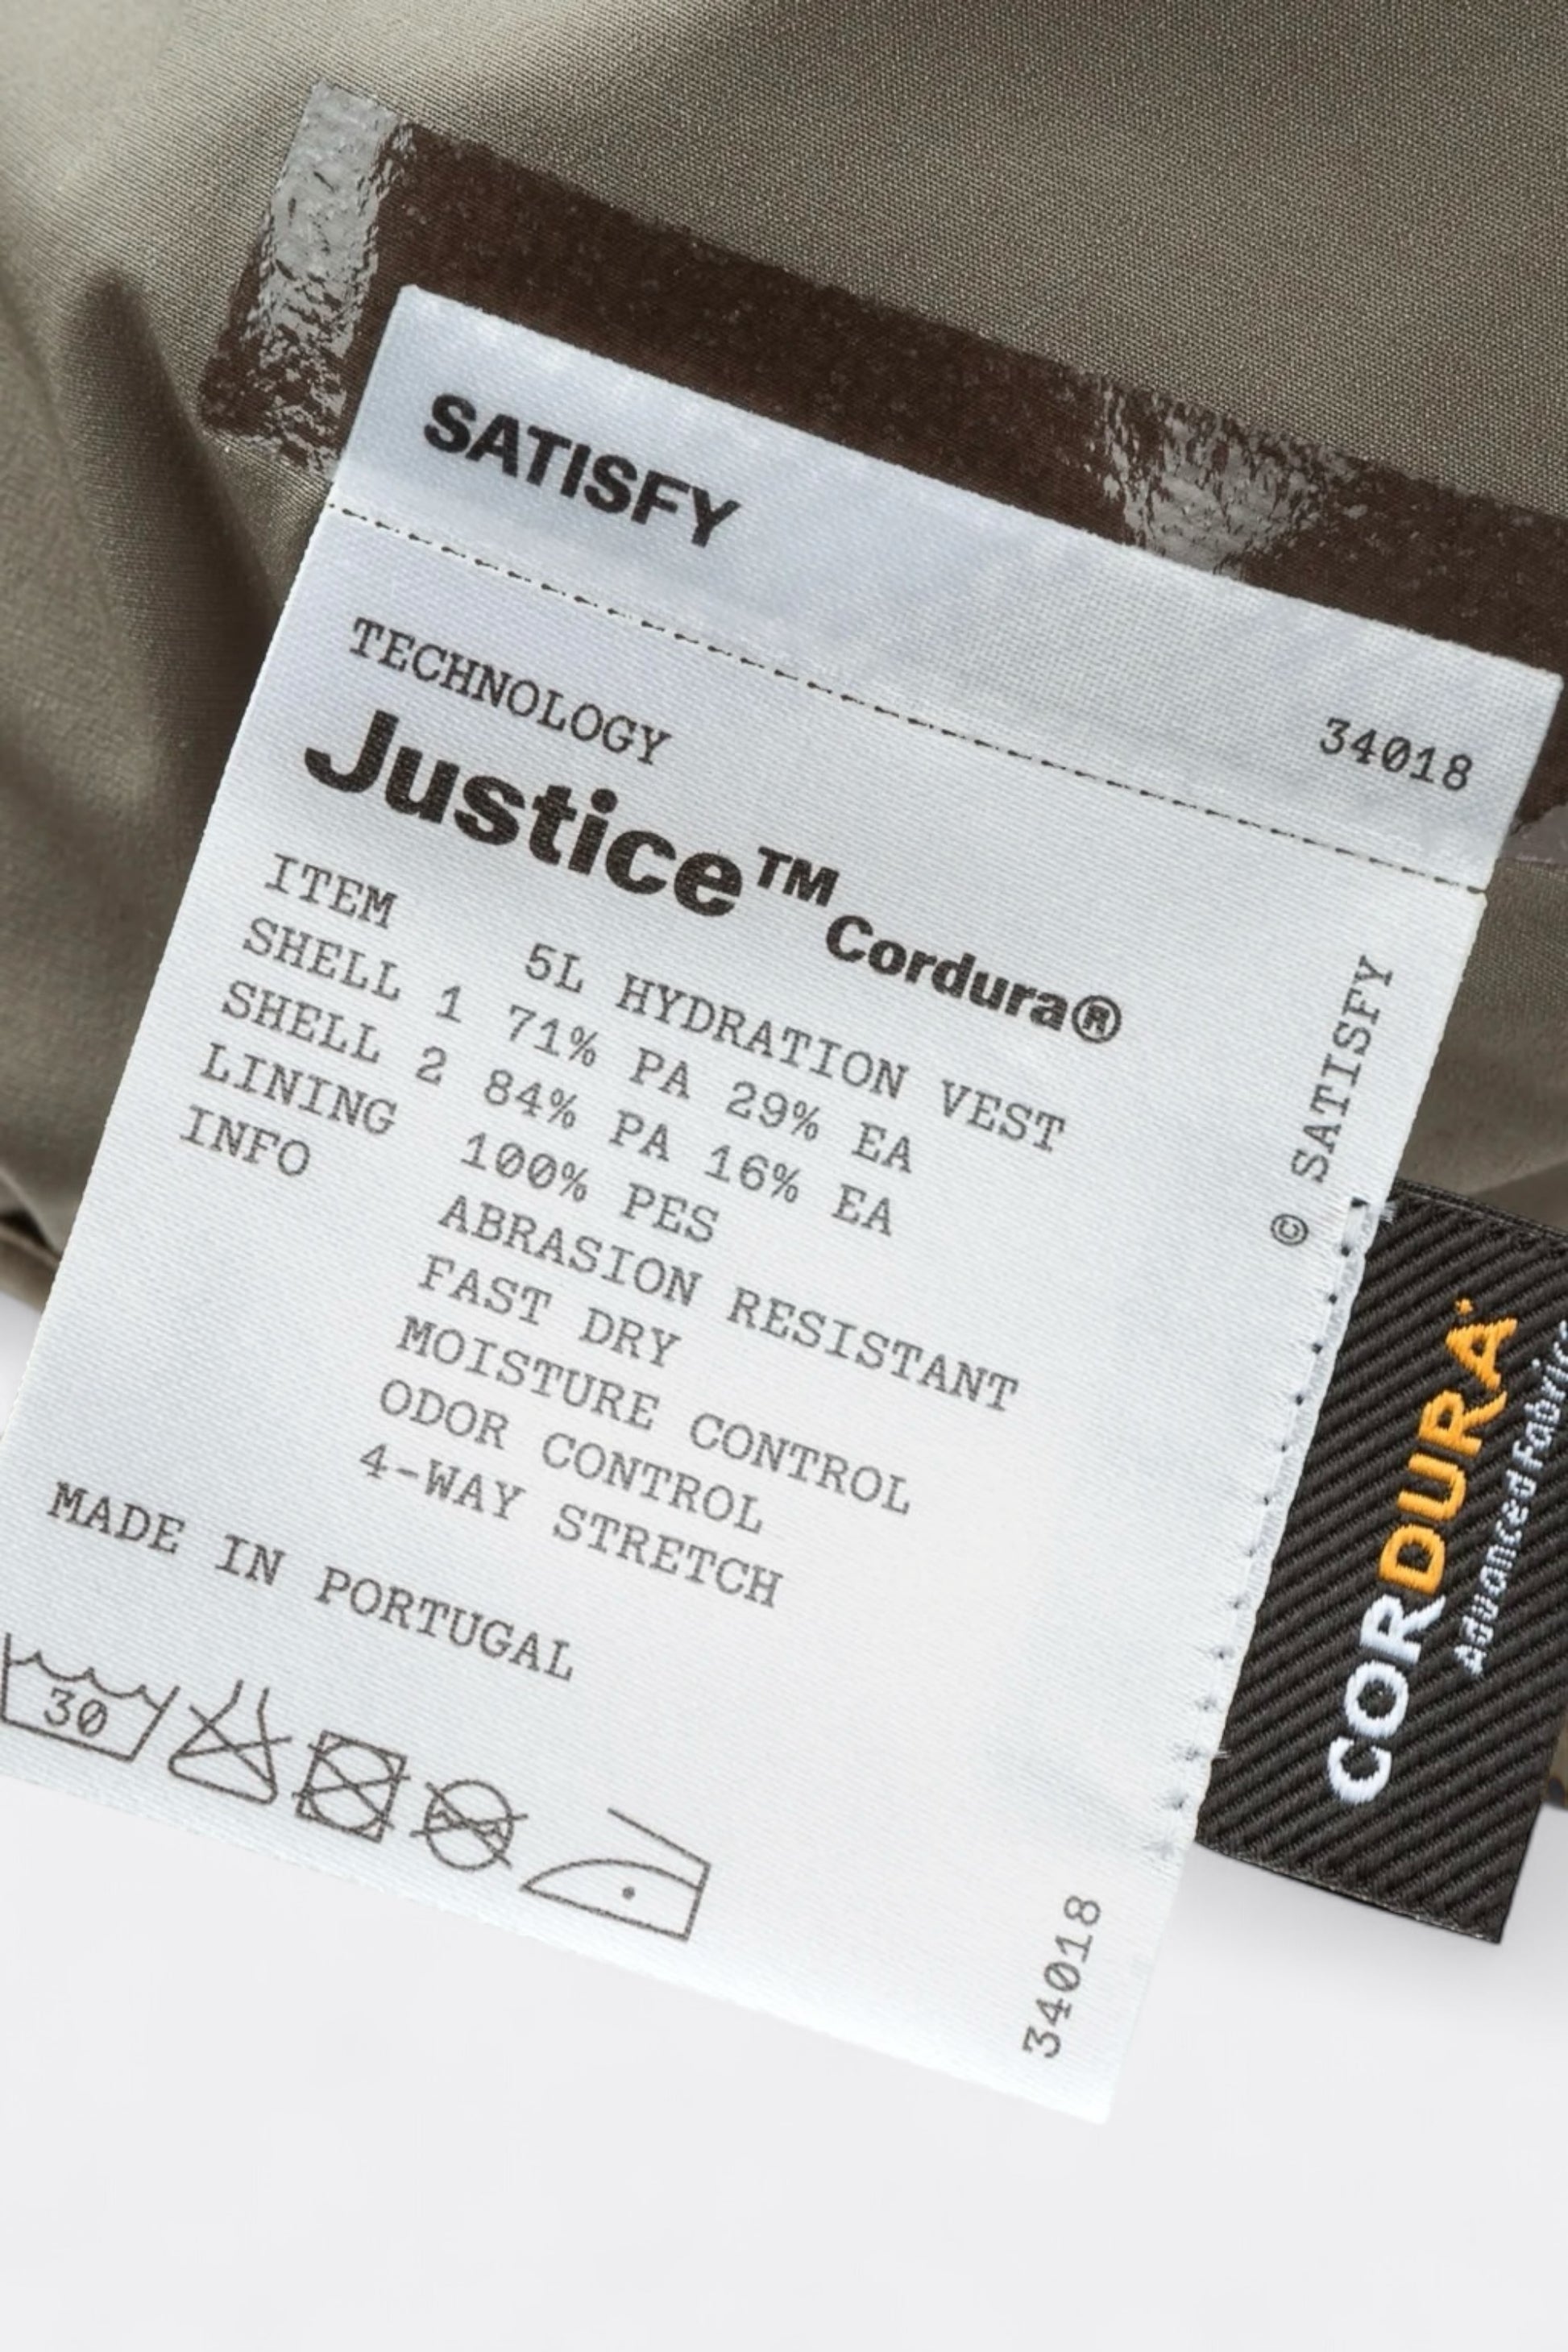 SATISFY
34018
TECHNOLOGY
Justice™ Cordura®
ITEM 5L HYDRATION VEST
SHELL 1 71% PA 29% EA
SHELL 2 84% PA 16% EA
LINING 100% PES
INFO ABRASION RESISTANT
FAST DRY
MOISTURE CONTROL
ODOR CONTROL
4-WAY STRETCH
MADE IN PORTUGAL
30
© SATISFY
34018
CORDURA
Advanced Fabrics